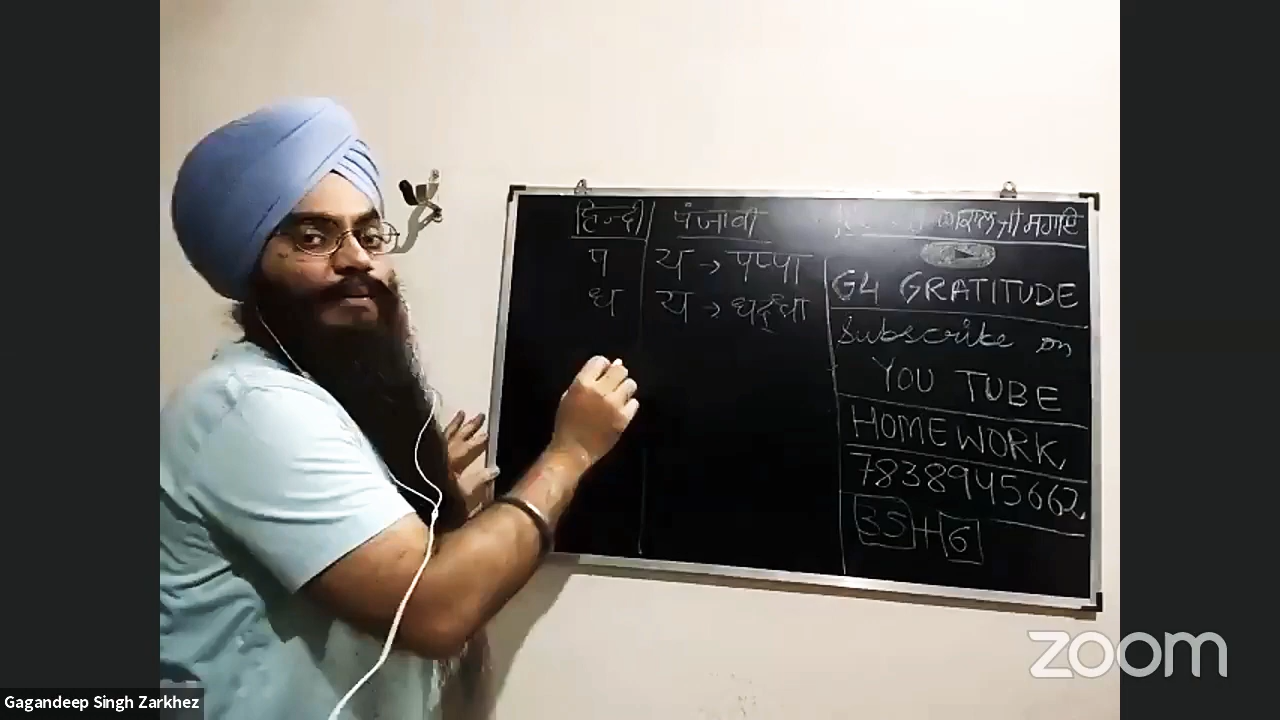 हिन्दी पंजाबी
प य → पप्पा
ध य → धद्धा
G4 GRATITUDE
Subscribe on
YOU TUBE
HOMEWORK
7838945662
35+6
zoom
Gagandeep Singh Zarkhez